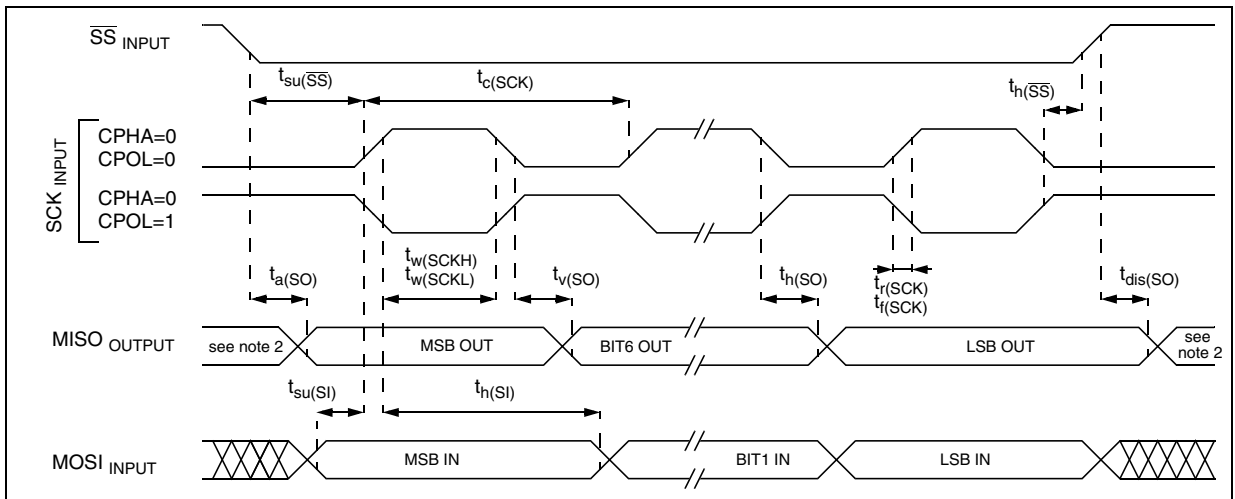 SS INPUT
tsu(SS)
tc(SCK)
th(SS)
SCK INPUT
CPHA=0
CPOL=0
CPHA=0
CPOL=1
ta(SO)
tw(SCKH)
tw(SCKL)
tv(SO)
th(SO)
tr(SCK)
tf(SCK)
tdis(SO)
MISO OUTPUT
see note 2
MSB OUT
BIT6 OUT
LSB OUT
see
note 2
tsu(SI)
th(SI)
MOSI INPUT
MSB IN
BIT1 IN
LSB IN